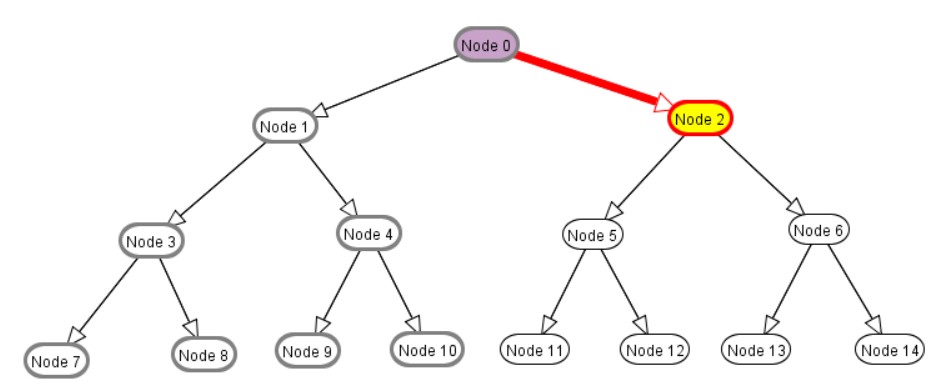 Node 0
Node 1
Node 2
Node 3
Node 4
Node 5
Node 6
Node 7
Node 8
Node 9
Node 10
Node 11
Node 12
Node 13
Node 14